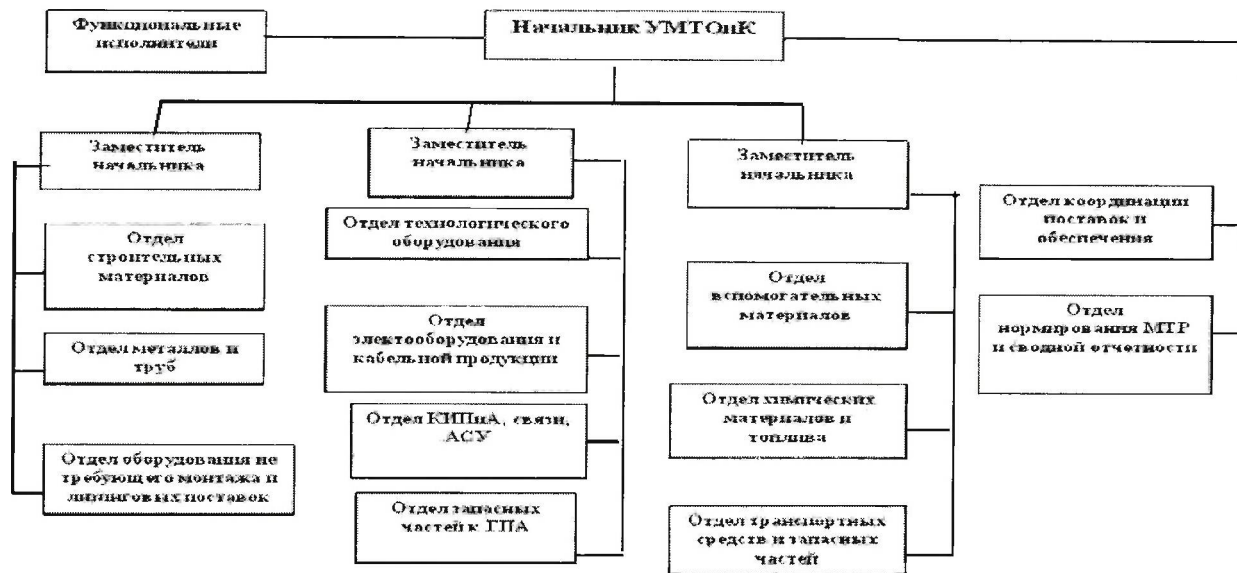 Функциональные
исполнители
Начальник УМТОиК
Заместитель
начальника
Отдел
строительных
материалов
Отдел металлов и
труб
Отдел оборудования не
требующего монтажа и
лизинговых поставок
Заместитель
начальника
Отдел технологического
оборудования
Отдел
электооборудования и
кабельной продукции
Отдел КИПиА, связи,
АСУ
Отдел запасных
частей к ГПА
Заместитель
начальника
Отдел
вспомогательных
материалов
Отдел химических
материалов и
топлива
Отдел транспортных
средств и запасных
частей
Отдел координации
поставок и
обеспечения
Отдел
нормирования МТР
и сводной отчетности